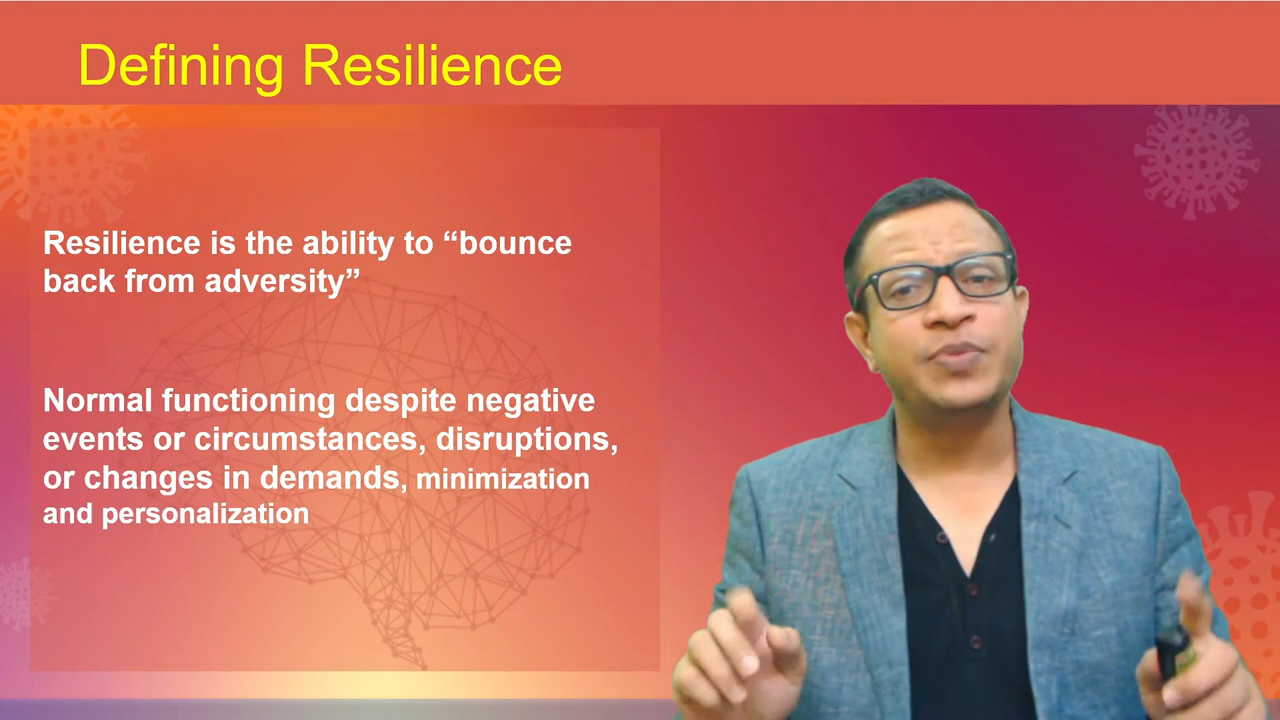 Defining Resilience
Resilience is the ability to “bounce
back from adversity”
Normal functioning despite negative
events or circumstances, disruptions,
or changes in demands, minimization
and personalization